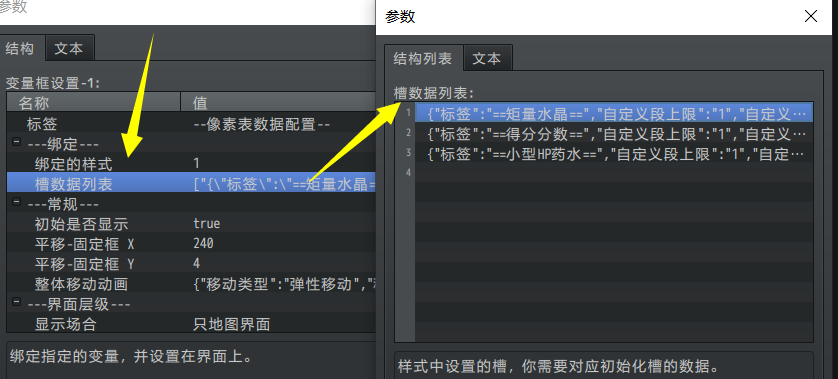 参数
结构 文本
变量框设置-1:
名称 值
标签 --像素表数据配置--
---绑定---
绑定的样式 1
槽数据列表 ["{\"标签\":\"==矩量水晶=
---常规---
初始是否显示 true
平移-固定框 X 240
平移-固定框 Y 4
整体移动动画 {"移动类型":"弹性移动","
---界面层级---
显示场合 只地图界面
绑定指定的变量，并设置在界面上。
参数
结构列表 文本
槽数据列表:
1 {"标签":"==矩量水晶==","自定义段上限":"1","自定义…
2 {"标签":"==得分分数==","自定义段上限":"1","自定义…
3 {"标签":"==小型HP药水==","自定义段上限":"1","自定…
4
样式中设置的槽，你需要对应初始化槽的数据。